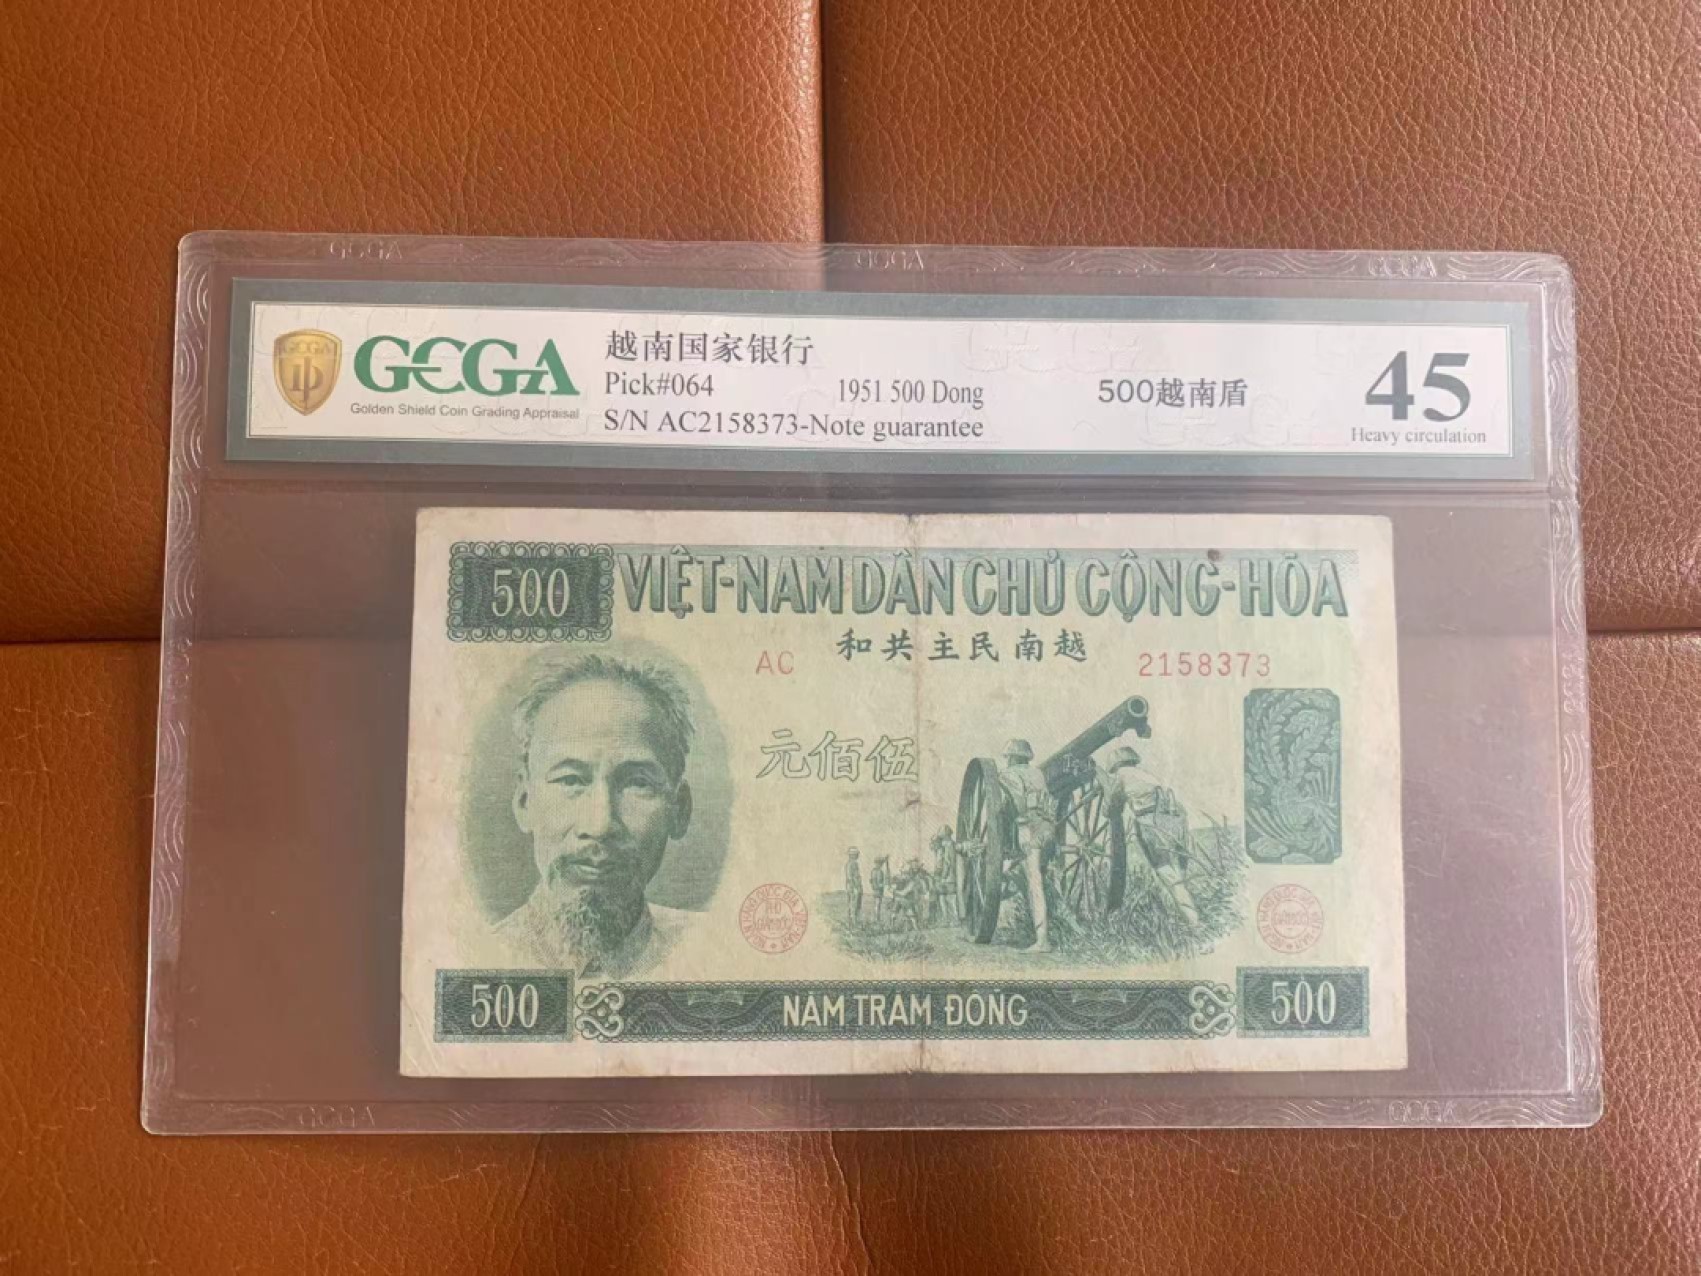 GCGA
Golden Shield Coin Grading Appraisal
越南国家银行
Pick#064 1951 500 Dong 500越南盾
S/N AC2158373-Note guarantee
45
Heavy circulation
500 VIỆT-NAM DÂN CHỦ CỘNG-HÒA
和共主民南越
AC 2158373
元佰伍
500 NĂM TRĂM ĐỒNG 500